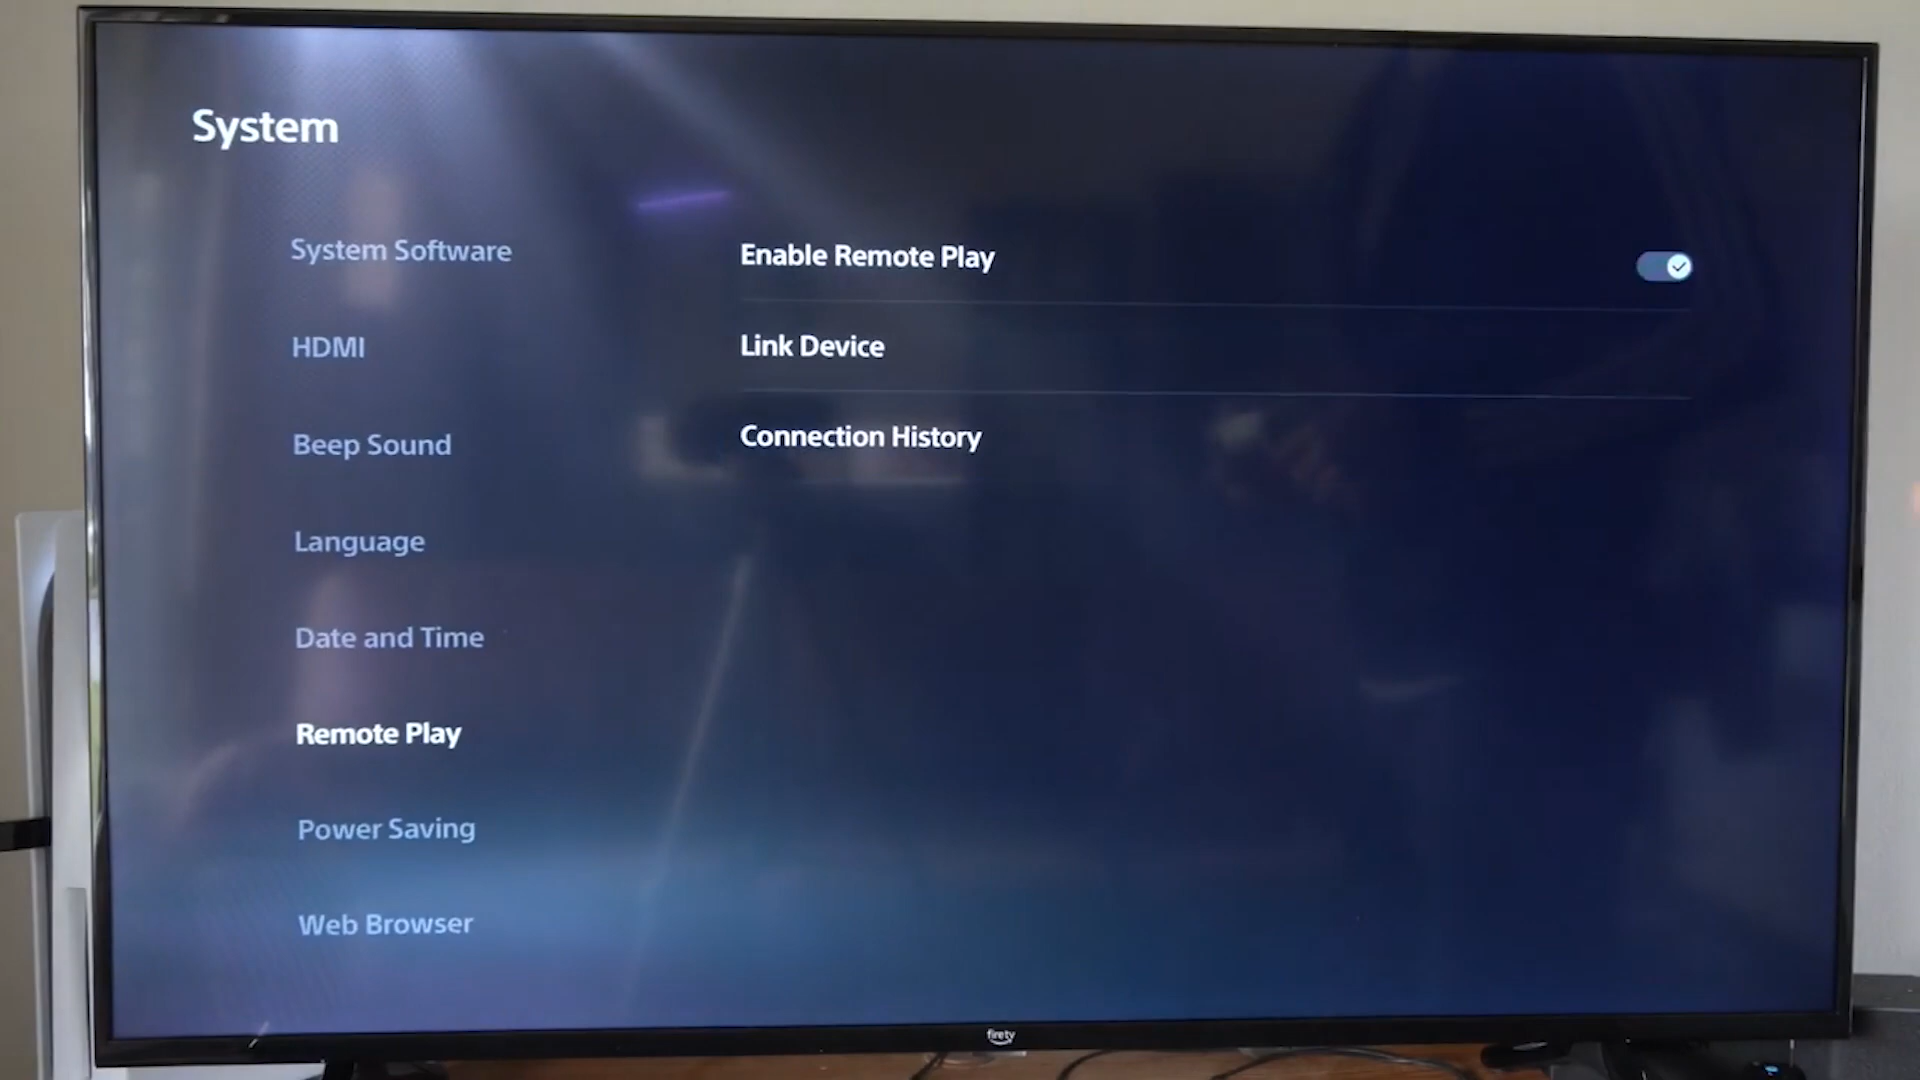 System
System Software
HDMI
Beep Sound
Language
Date and Time
Remote Play
Power Saving
Web Browser
Enable Remote Play
Link Device
Connection History
firetv